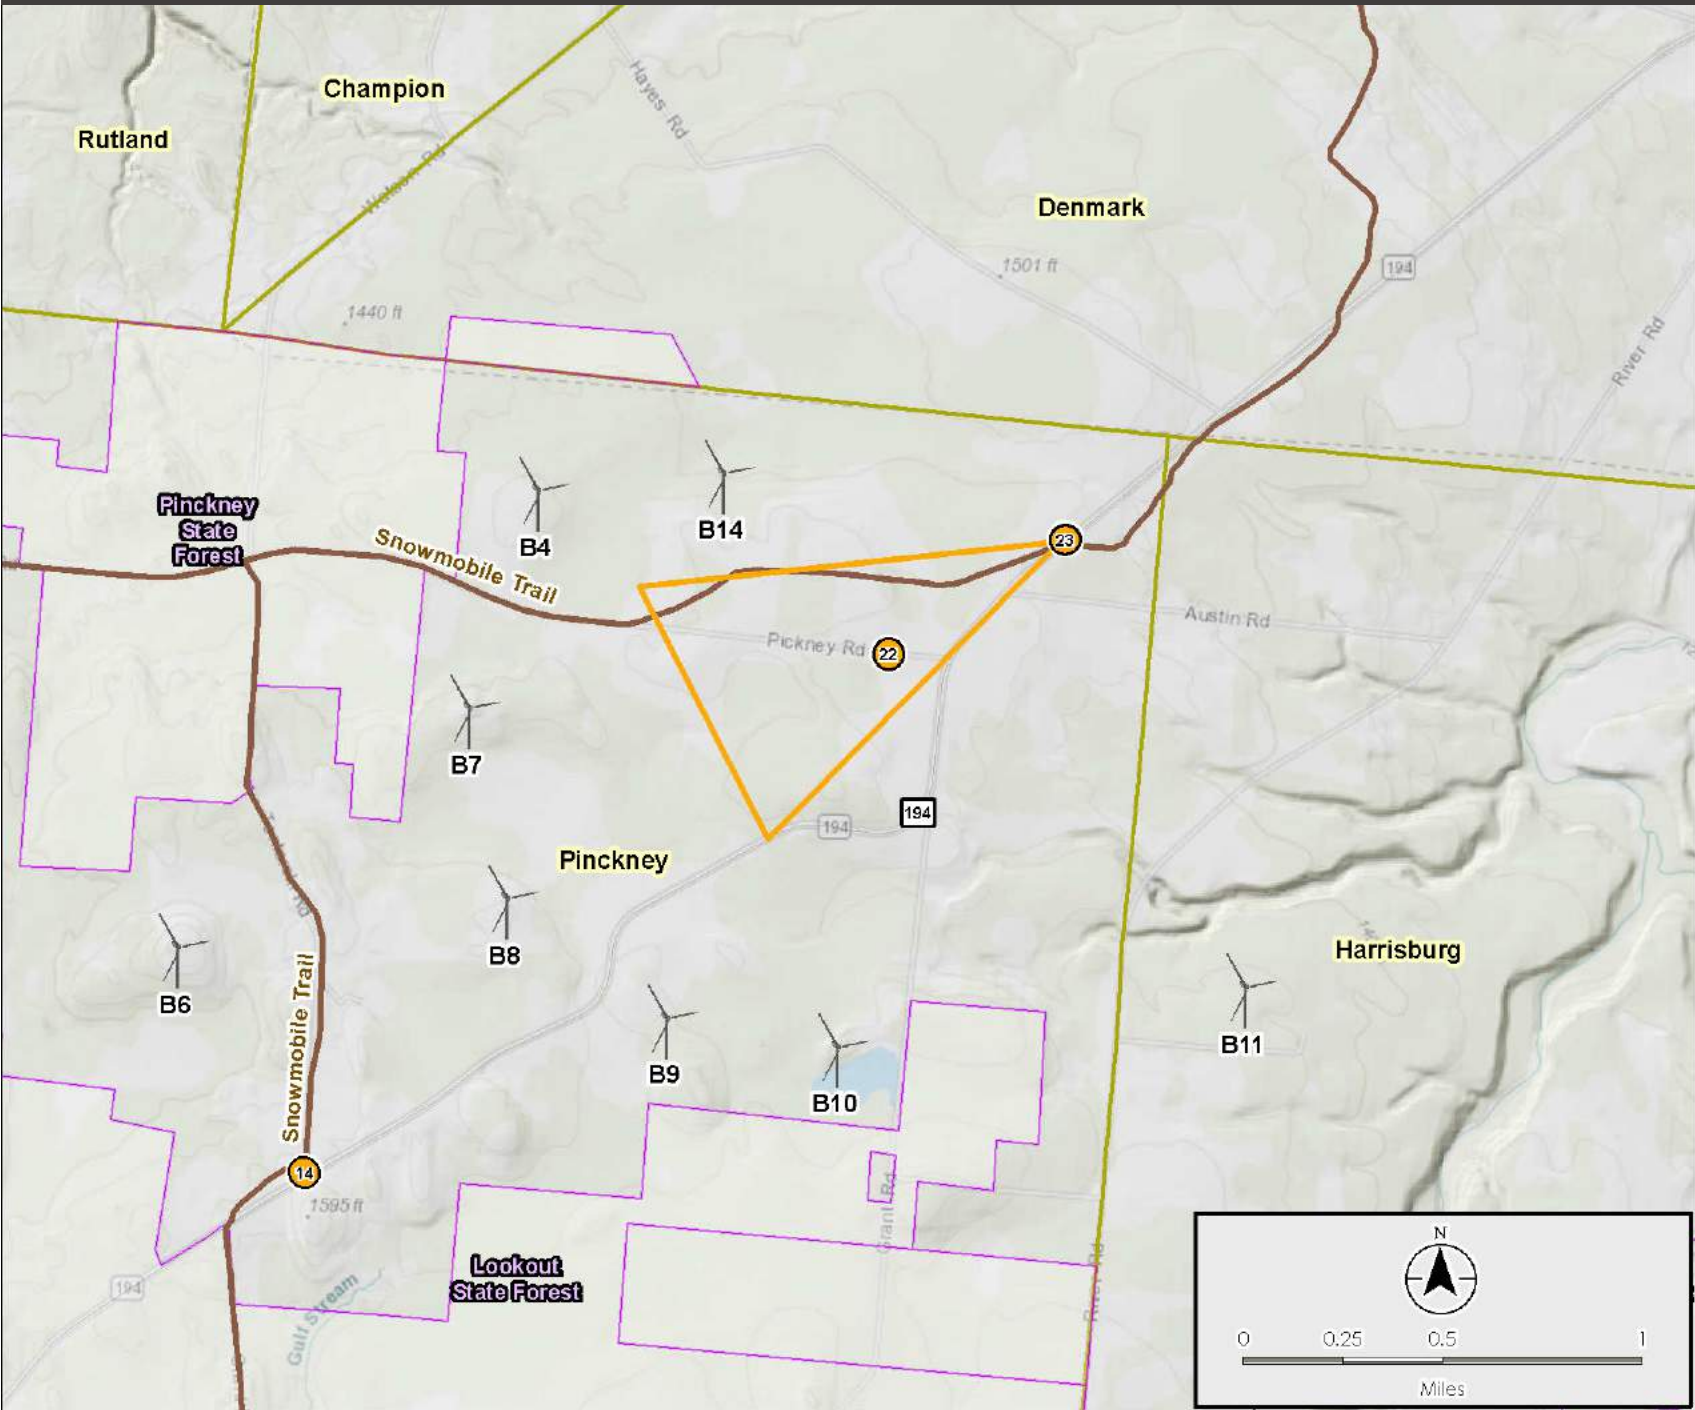 Champion
Rutland
Hayes Rd
Watson Rd
Denmark
1501 ft
194
1440 ft
River Rd
Pinckney
State
Forest
B4
B14
Snowmobile Trail
23
Austin Rd
Pickney Rd
22
B7
194
194
Pinckney
B8
B6
Harrisburg
Snowmobile Trail
B9
B10
B11
14
1595 ft
Grant Rd
Lookout
State Forest
194
Gulf Stream
River Rd
N
0 0.25 0.5 1
Miles